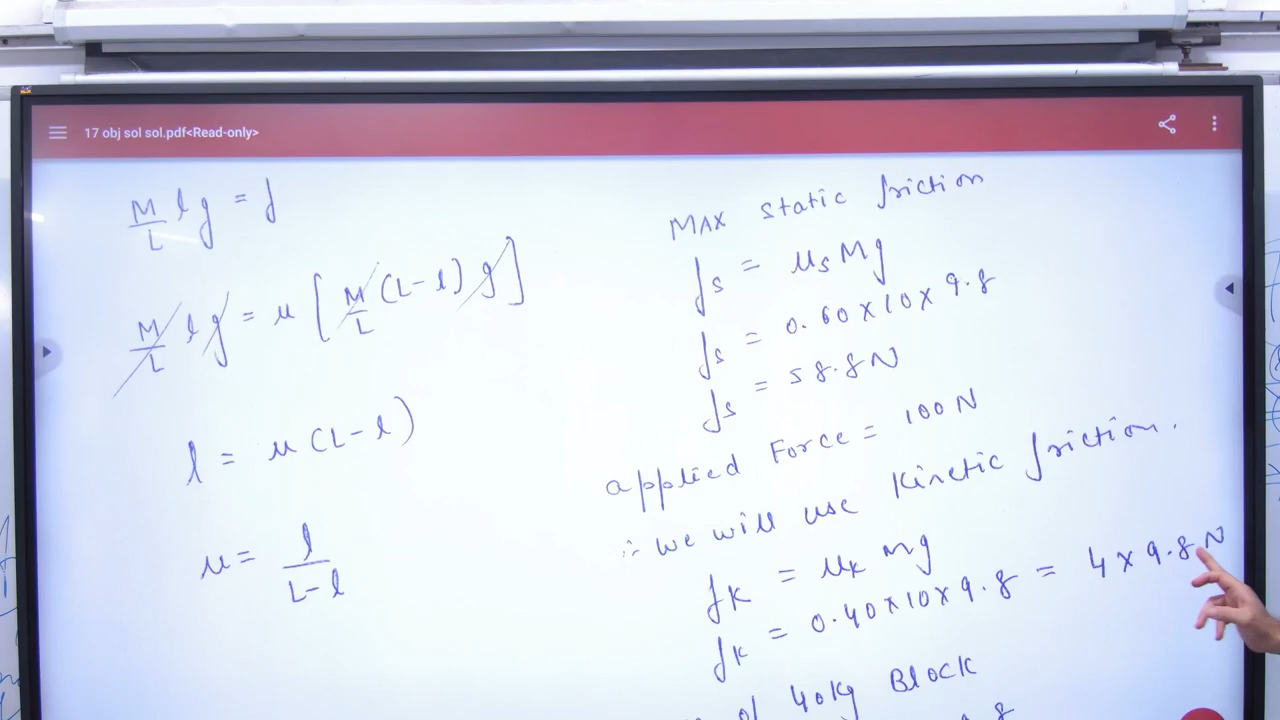 17 obj sol sol.pdf<Read-only>
M/L l g = f
M/L l g = μ [ M/L (L-l) g ]
l = μ (L-l)
μ = l/(L-l)
MAX static friction
fs = μs Mg
fs = 0.60 x 10 x 9.8
fs = 58.8 N
applied Force = 100 N
∴ we will use Kinetic friction.
fK = μK mg
fK = 0.40 x 10 x 9.8 = 4 x 9.8 N
of 40Kg Block